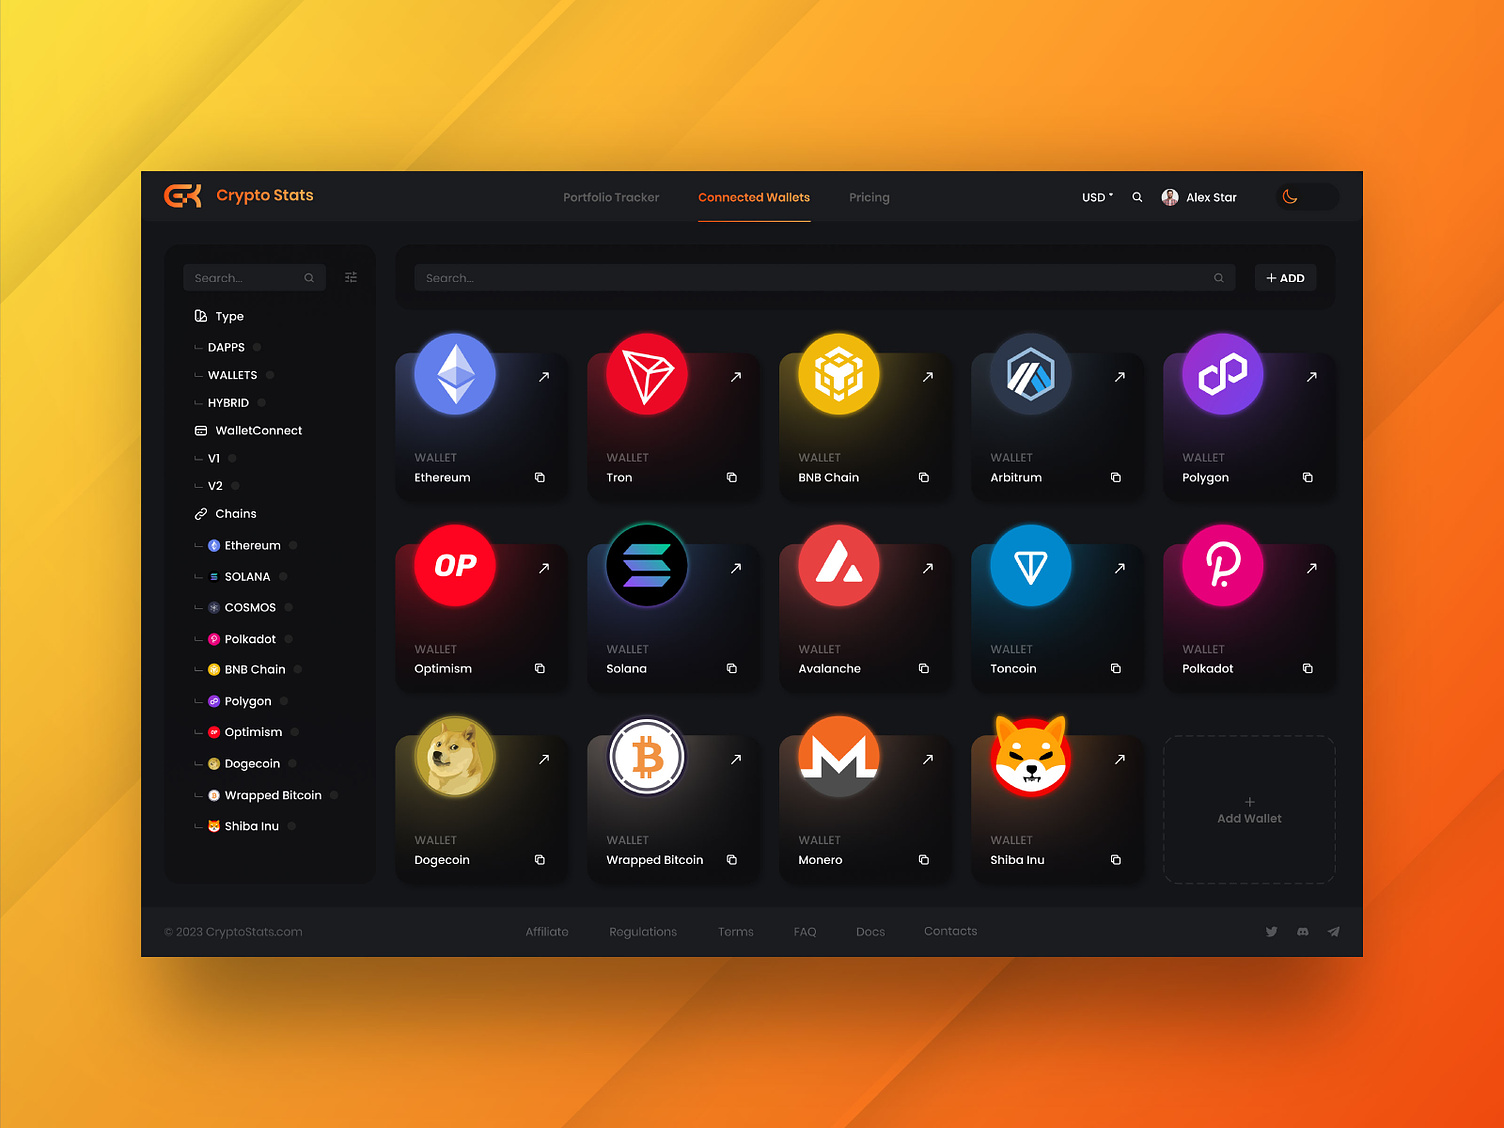 Crypto Stats
Portfolio Tracker
Connected Wallets
Pricing
USD
Alex Star
Search...
Type
DAPPS
WALLETS
HYBRID
WalletConnect
V1
V2
Chains
Ethereum
SOLANA
COSMOS
Polkadot
BNB Chain
Polygon
Optimism
Dogecoin
Wrapped Bitcoin
Shiba Inu
Search...
+ ADD
WALLET
Ethereum
WALLET
Tron
WALLET
BNB Chain
WALLET
Arbitrum
WALLET
Polygon
OP
WALLET
Optimism
WALLET
Solana
WALLET
Avalanche
WALLET
Toncoin
WALLET
Polkadot
WALLET
Dogecoin
WALLET
Wrapped Bitcoin
WALLET
Monero
WALLET
Shiba Inu
+
Add Wallet
© 2023 CryptoStats.com
Affiliate
Regulations
Terms
FAQ
Docs
Contacts